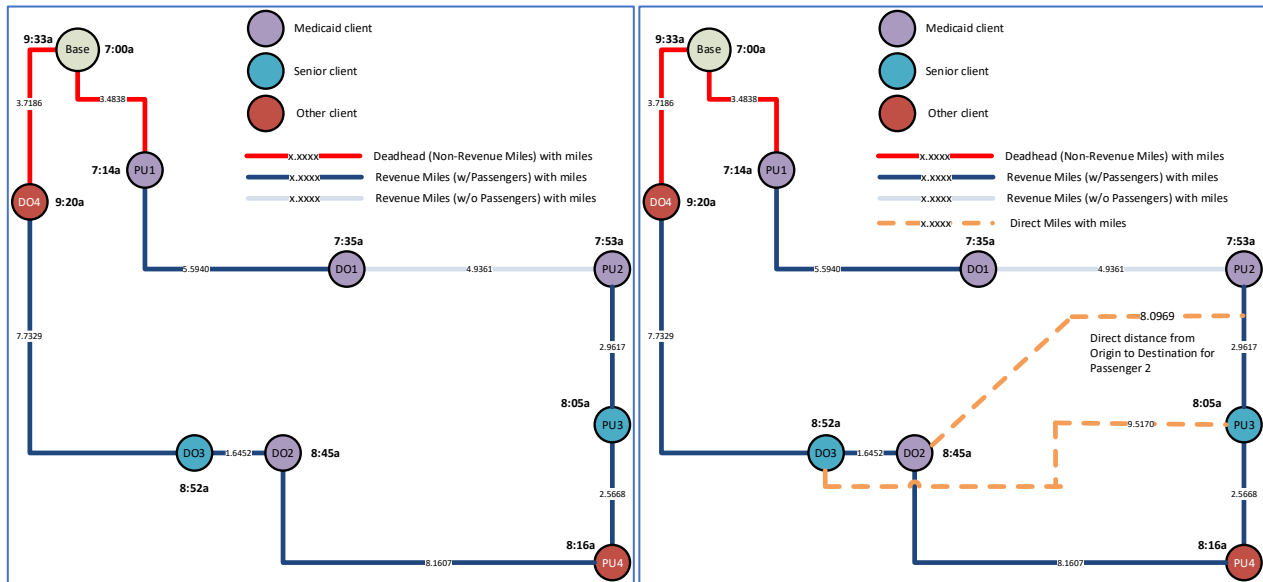 9:33a
Base
7:00a
Medicaid client
Senior client
Other client
3.7186
3.4838
x.xxxx
Deadhead (Non-Revenue Miles) with miles
7:14a
PU1
x.xxxx
Revenue Miles (w/Passengers) with miles
x.xxxx
Revenue Miles (w/o Passengers) with miles
DO4
9:20a
7:35a
7:53a
5.5940
DO1
4.9361
PU2
7.7329
2.9617
8:05a
PU3
DO3
1.6452
DO2
8:45a
8:52a
2.5668
8:16a
8.1607
PU4
9:33a
Base
7:00a
Medicaid client
Senior client
Other client
3.7186
3.4838
x.xxxx
Deadhead (Non-Revenue Miles) with miles
7:14a
PU1
x.xxxx
Revenue Miles (w/Passengers) with miles
x.xxxx
Revenue Miles (w/o Passengers) with miles
DO4
9:20a
x.xxxx
Direct Miles with miles
7:35a
7:53a
5.5940
DO1
4.9361
PU2
8.0969
7.7329
Direct distance from
Origin to Destination for
Passenger 2
2.9617
8:05a
8:52a
9.5170
PU3
DO3
1.6452
DO2
8:45a
2.5668
8:16a
8.1607
PU4